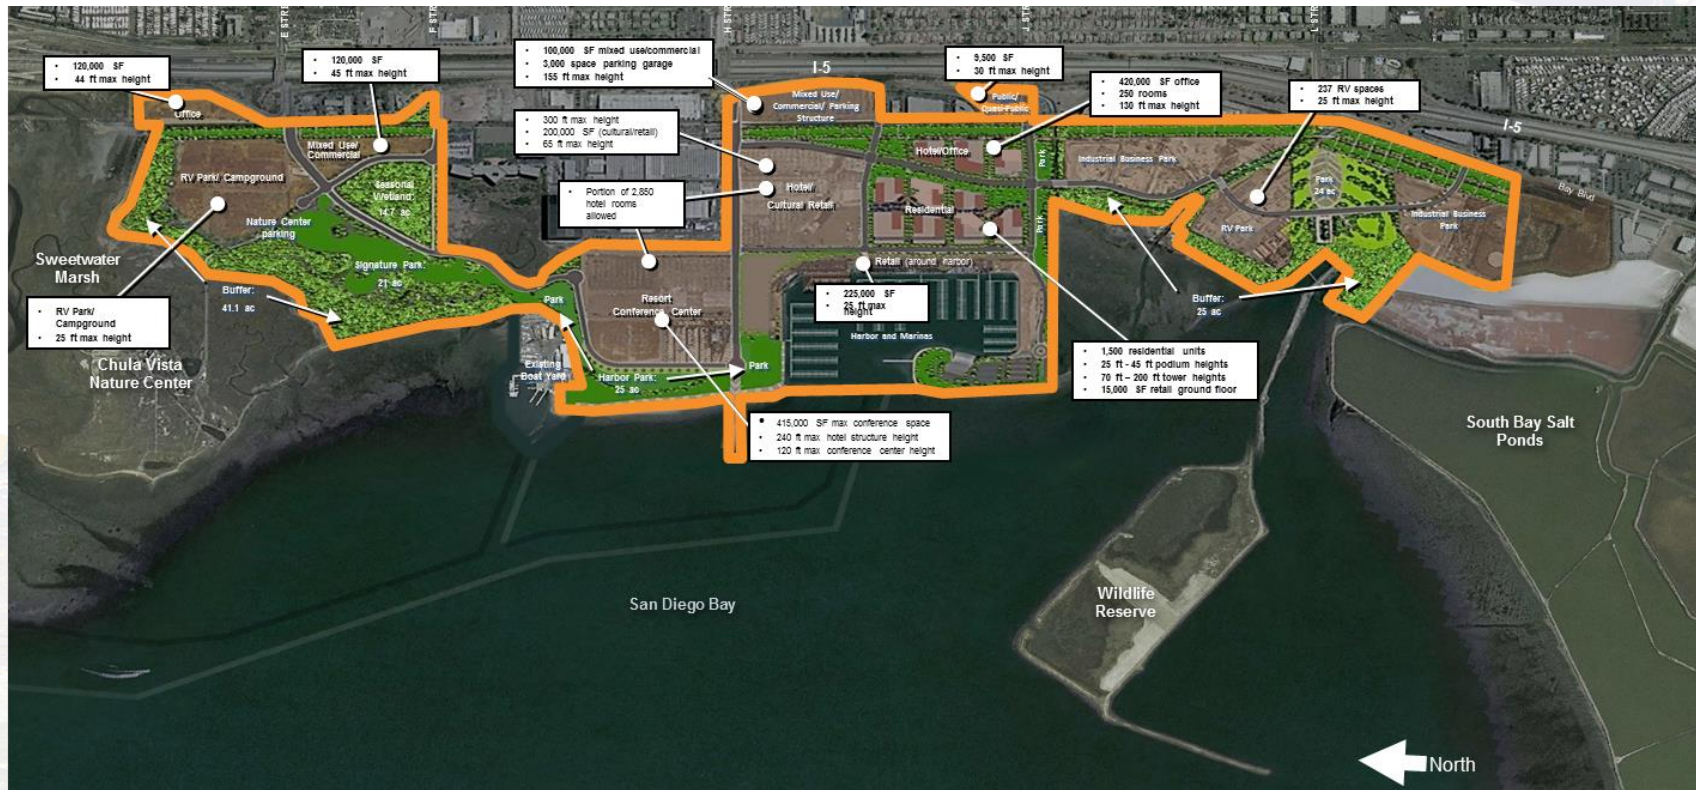 E STRE
F STRE
H STRE
J STREE
L STRE
• 120,000 SF
• 44 ft max height
• 120,000 SF
• 45 ft max height
• 100,000 SF mixed use/commercial
• 3,000 space parking garage
• 155 ft max height
I-5
• 9,500 SF
• 30 ft max height
• 420,000 SF office
• 250 rooms
• 130 ft max height
• 237 RV spaces
• 25 ft max height
I-5
Office
Mixed Use/
Commercial/ Parking
Structure
Public/
Quasi-Public
• 300 ft max height
• 200,000 SF (cultural/retail)
• 65 ft max height
Mixed Use/
Commercial
Hotel/Office
Park
Industrial Business Park
RV Park/ Campground
Seasonal
Wetland:
14.7 ac
• Portion of 2,850
hotel rooms
allowed
Hotel/
Cultural Retail
Residential
Park
Park
24 ac
Bay Blvd
Industrial Business
Park
RV Park
Nature Center
parking
Sweetwater
Marsh
Signature Park:
21 ac
Retail (around harbor)
Buffer:
41.1 ac
Park
Resort
Conference Center
• 225,000 SF
• 25 ft max
height
Buffer:
25 ac
• RV Park/
Campground
• 25 ft max height
Harbor and Marinas
Chula Vista
Nature Center
Existing
Boat Yard
Harbor Park:
25 ac
Park
• 1,500 residential units
• 25 ft - 45 ft podium heights
• 70 ft – 200 ft tower heights
• 15,000 SF retail ground floor
• 415,000 SF max conference space
• 240 ft max hotel structure height
• 120 ft max conference center height
South Bay Salt
Ponds
San Diego Bay
Wildlife
Reserve
North